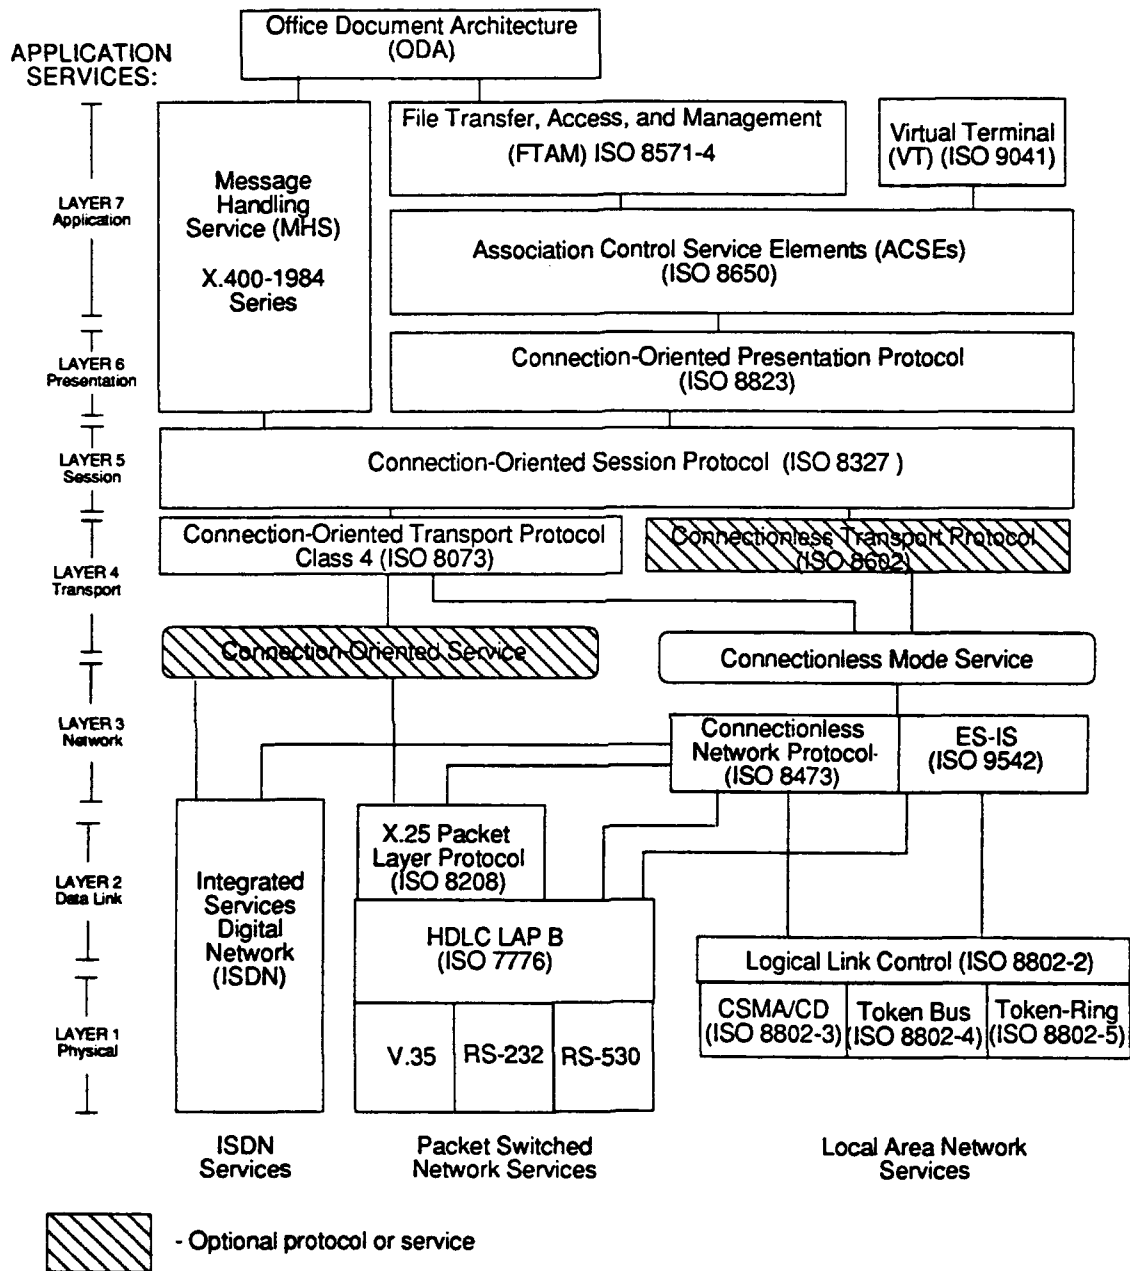 Office Document Architecture
(ODA)
APPLICATION
SERVICES:
File Transfer, Access, and Management
(FTAM) ISO 8571-4
Virtual Terminal
(VT) (ISO 9041)
LAYER 7
Application
Message
Handling
Service (MHS)
X.400-1984
Series
Association Control Service Elements (ACSEs)
(ISO 8650)
LAYER 6
Presentation
Connection-Oriented Presentation Protocol
(ISO 8823)
LAYER 5
Session
Connection-Oriented Session Protocol (ISO 8327 )
LAYER 4
Transport
Connection-Oriented Transport Protocol
Class 4 (ISO 8073)
Connectionless Transport Protocol
(ISO 8602)
Connection-Oriented Service
Connectionless Mode Service
LAYER 3
Network
Connectionless
Network Protocol-
(ISO 8473)
ES-IS
(ISO 9542)
LAYER 2
Data Link
Integrated
Services
Digital
Network
(ISDN)
X.25 Packet
Layer Protocol
(ISO 8208)
HDLC LAP B
(ISO 7776)
Logical Link Control (ISO 8802-2)
LAYER 1
Physical
V.35
RS-232
RS-530
CSMA/CD
(ISO 8802-3)
Token Bus
(ISO 8802-4)
Token-Ring
(ISO 8802-5)
ISDN
Services
Packet Switched
Network Services
Local Area Network
Services
- Optional protocol or service